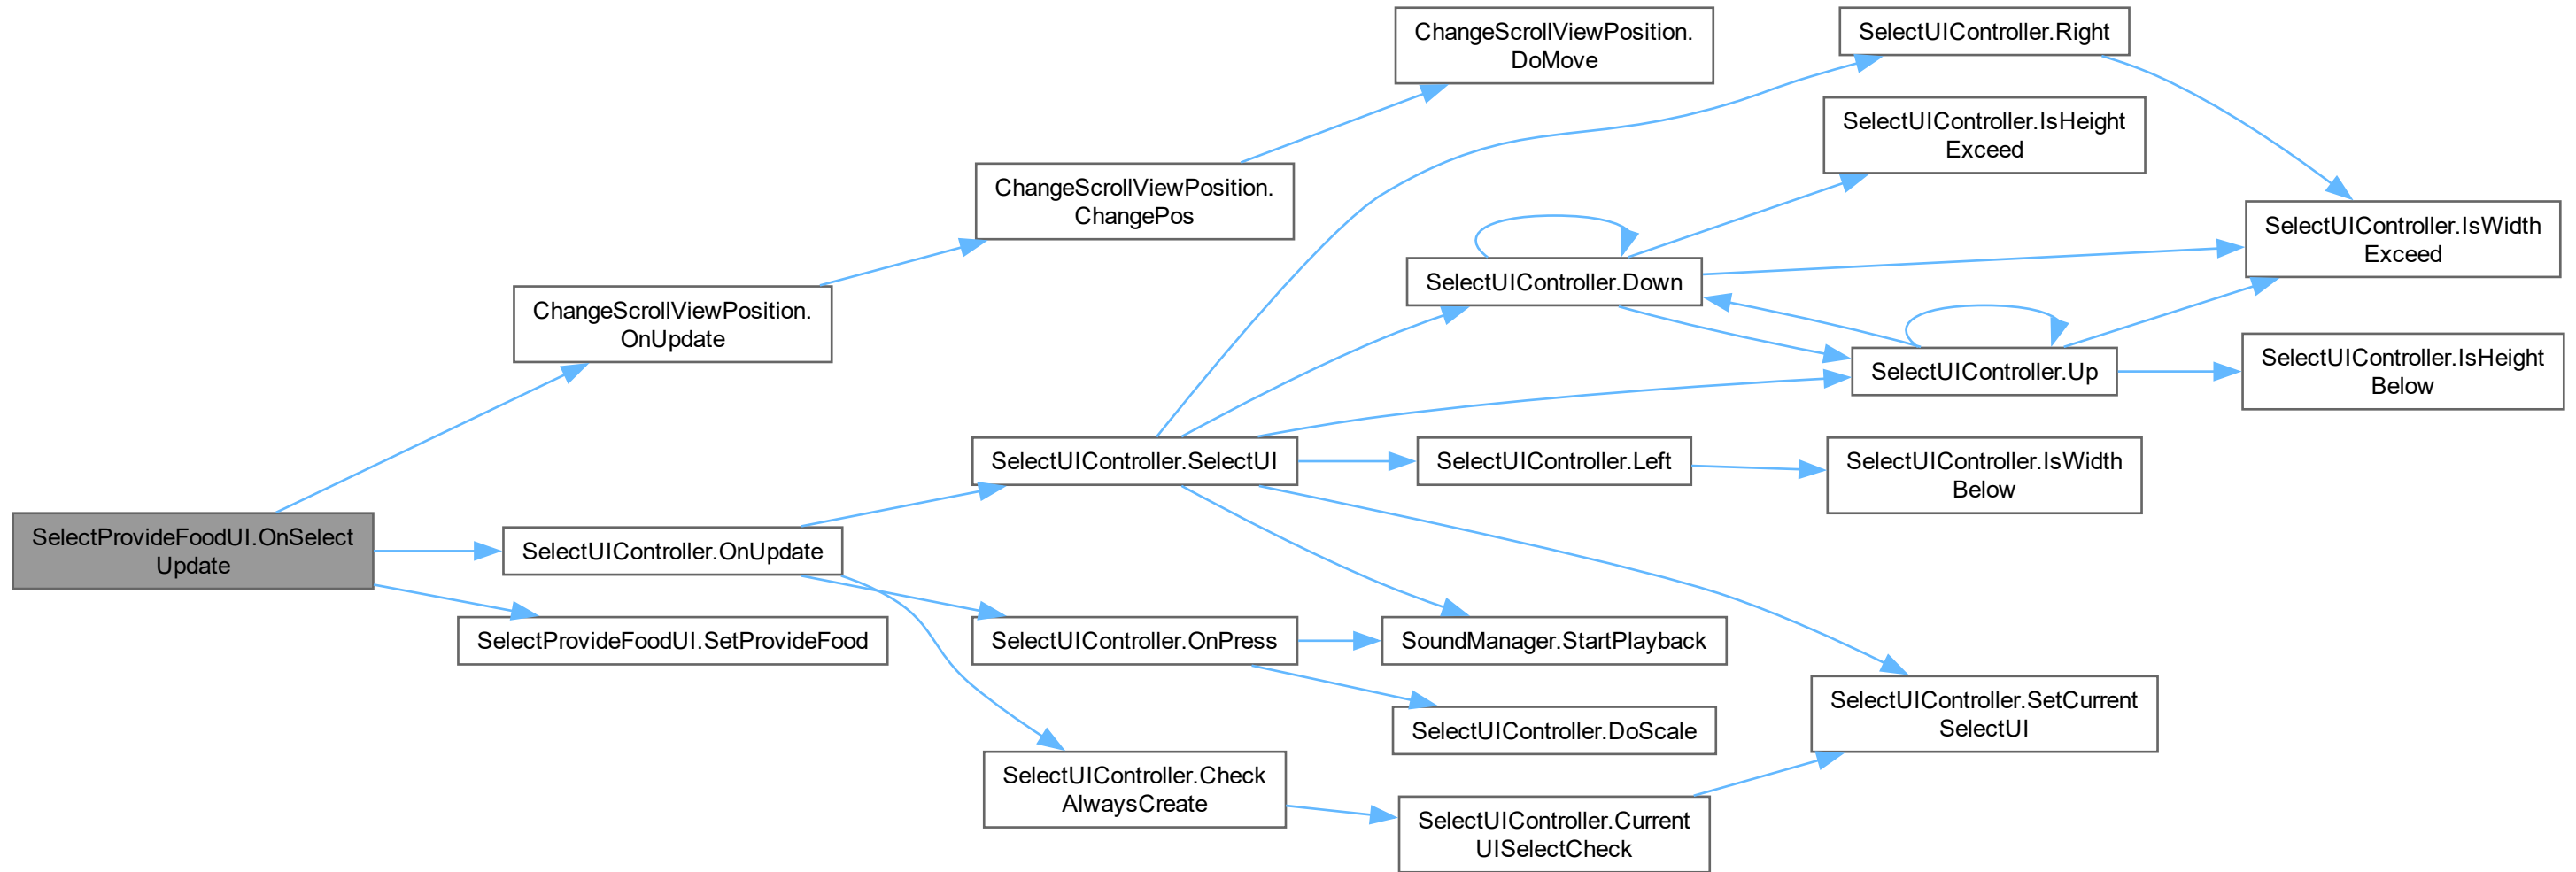 SelectProvideFoodUI.OnSelect
Update
ChangeScrollViewPosition.
OnUpdate
SelectUIController.OnUpdate
SelectProvideFoodUI.SetProvideFood
ChangeScrollViewPosition.
ChangePos
SelectUIController.SelectUI
SelectUIController.OnPress
SelectUIController.Check
AlwaysCreate
ChangeScrollViewPosition.
DoMove
SelectUIController.Down
SelectUIController.Left
SoundManager.StartPlayback
SelectUIController.DoScale
SelectUIController.Current
UISelectCheck
SelectUIController.Right
SelectUIController.IsHeight
Exceed
SelectUIController.Up
SelectUIController.IsWidth
Below
SelectUIController.SetCurrent
SelectUI
SelectUIController.IsWidth
Exceed
SelectUIController.IsHeight
Below